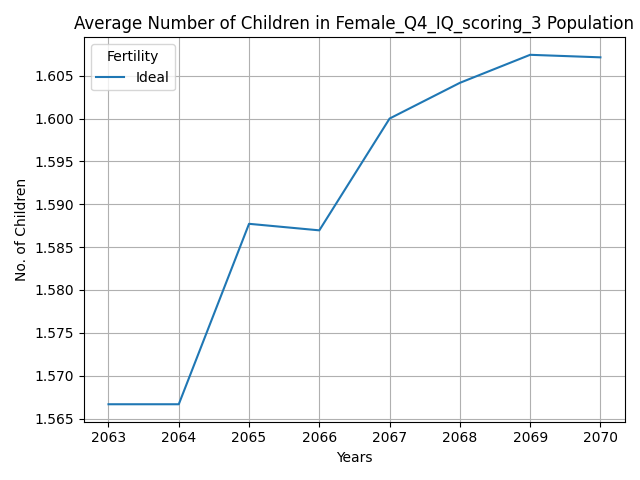 Average Number of Children in Female_Q4_IQ_scoring_3 Population
Fertility
Ideal
No. of Children
1.605
1.600
1.595
1.590
1.585
1.580
1.575
1.570
1.565
2063 2064 2065 2066 2067 2068 2069 2070
Years